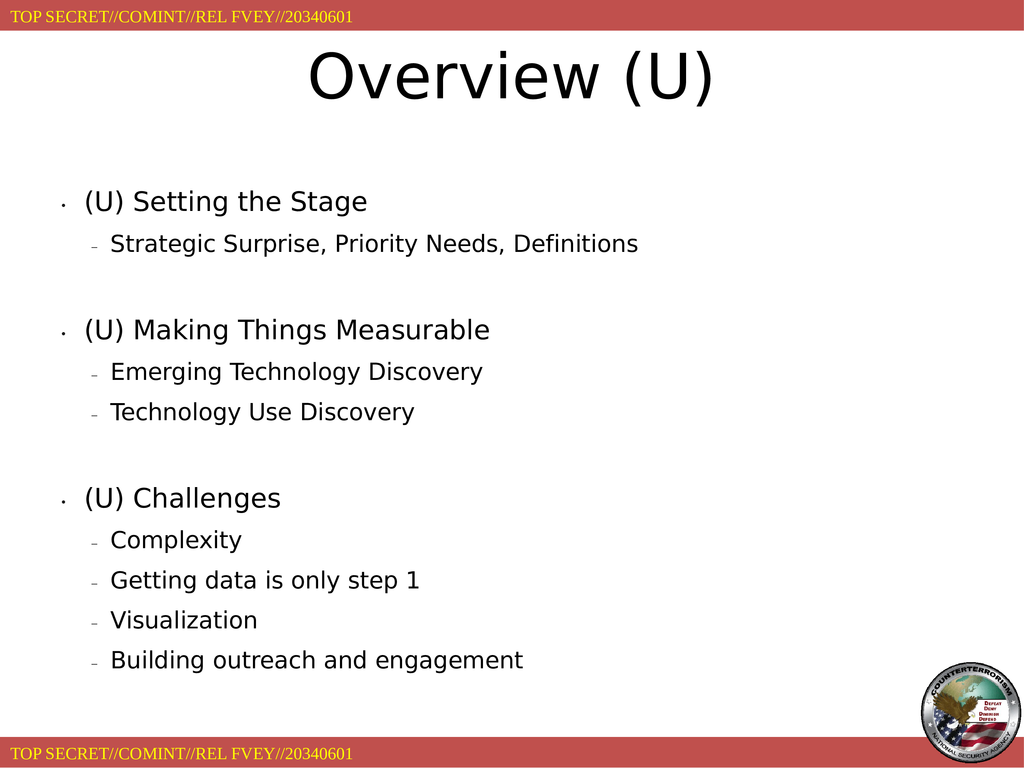 TOP SECRET//COMINT//REL FVEY//20340601
Overview (U)
• (U) Setting the Stage
– Strategic Surprise, Priority Needs, Definitions
• (U) Making Things Measurable
– Emerging Technology Discovery
– Technology Use Discovery
• (U) Challenges
– Complexity
– Getting data is only step 1
– Visualization
– Building outreach and engagement
COUNTERTERRORISM
DEFEAT
DENY
DIMINISH
DEFEND
NATIONAL SECURITY AGENCY
TOP SECRET//COMINT//REL FVEY//20340601